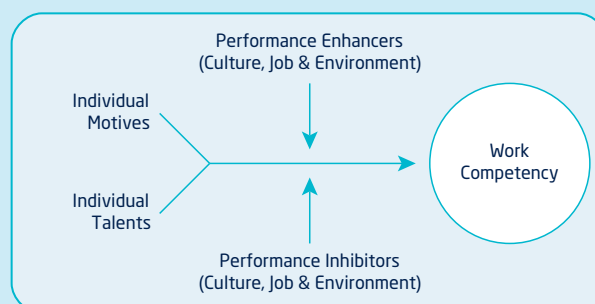 Performance Enhancers
(Culture, Job & Environment)
Individual
Motives
Work
Competency
Individual
Talents
Performance Inhibitors
(Culture, Job & Environment)